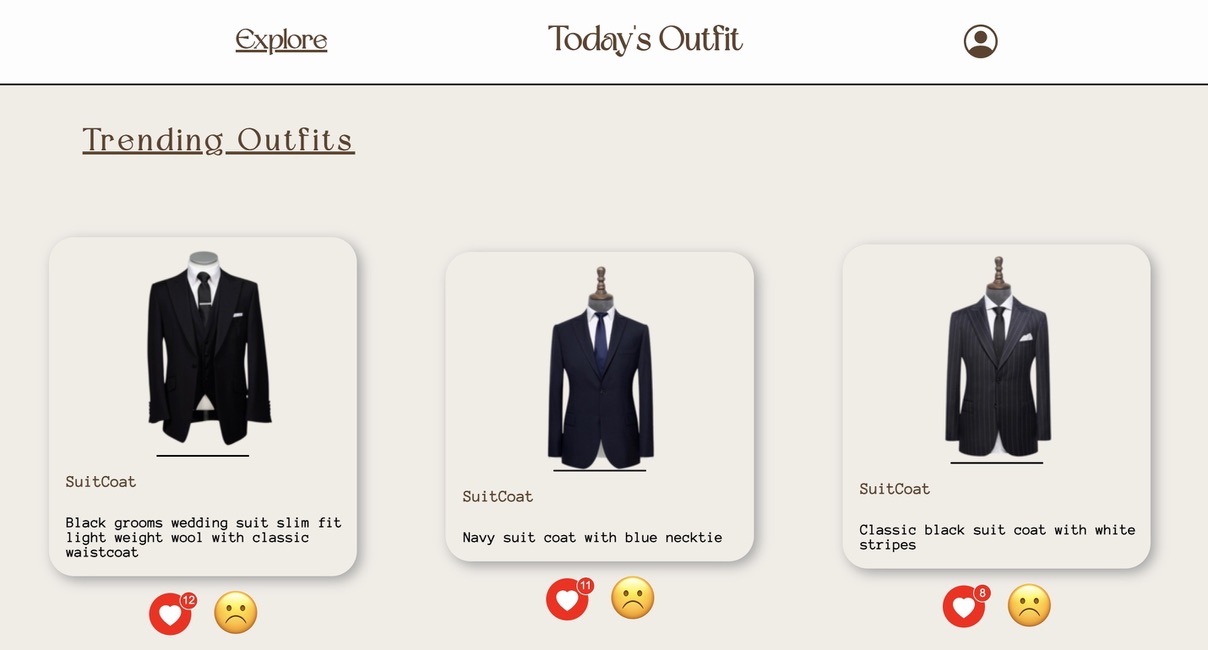 Explore
Today's Outfit
Trending Outfits
SuitCoat
Black grooms wedding suit slim fit
light weight wool with classic
waistcoat
12
SuitCoat
Navy suit coat with blue necktie
11
SuitCoat
Classic black suit coat with white
stripes
8